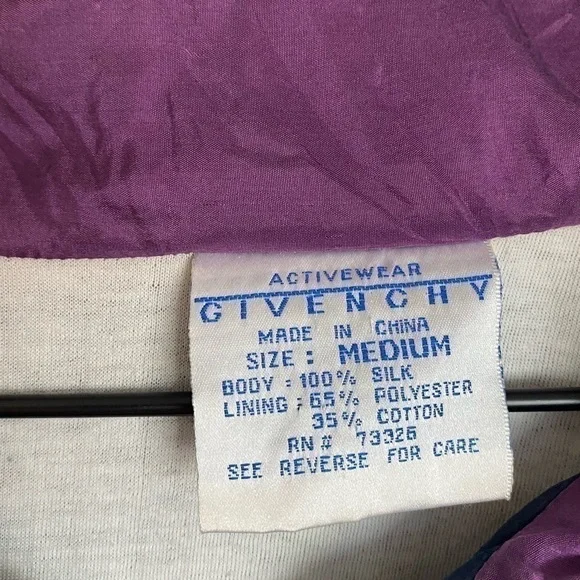 ACTIVEWEAR
GIVENCHY
MADE IN CHINA
SIZE : MEDIUM
BODY : 100% SILK
LINING : 65% POLYESTER
35% COTTON
RN # 73326
SEE REVERSE FOR CARE